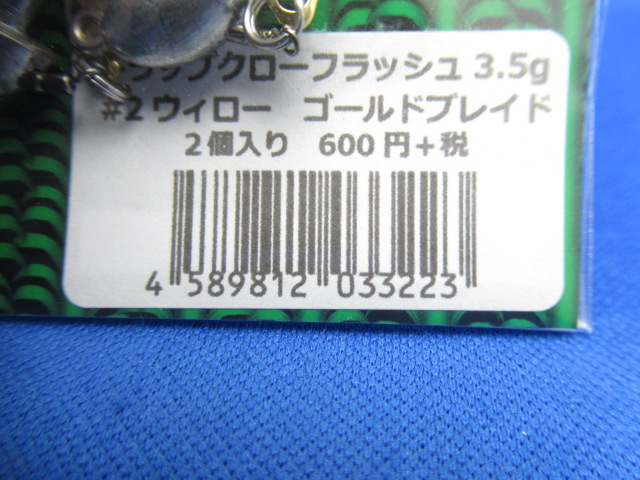 ラップクローフラッシュ 3.5g
#2ウィロー ゴールドブレイド
2個入り 600円+税
4 589812 033223